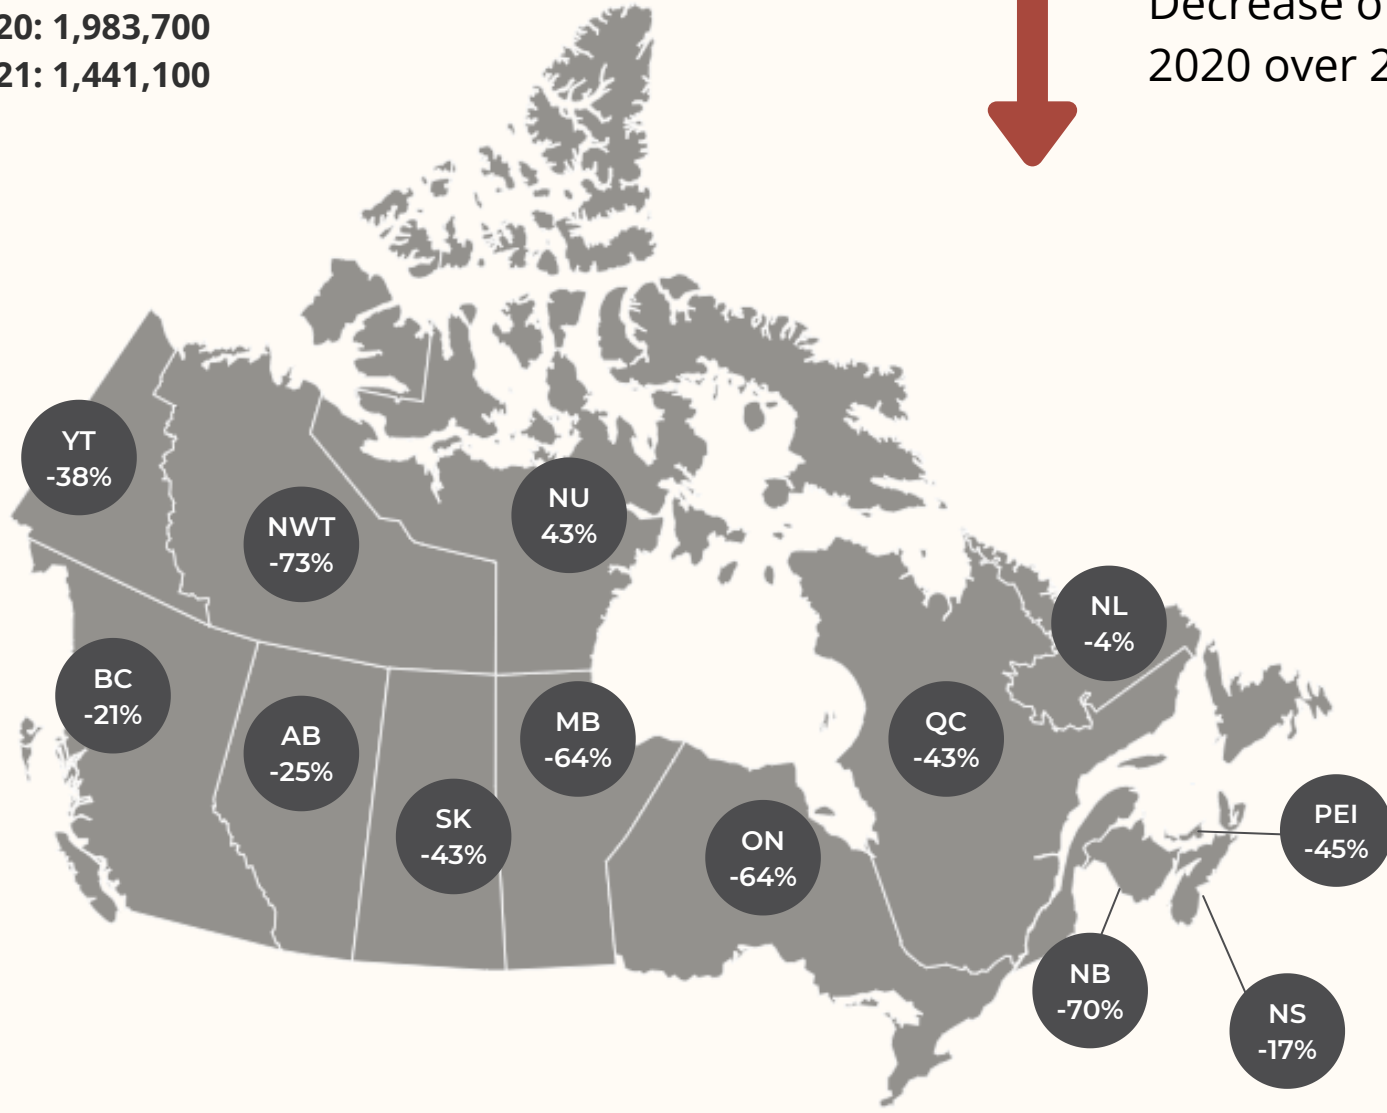 20: 1,983,700
21: 1,441,100
Decrease o
2020 over 2
YT
-38%
NWT
-73%
NU
43%
NL
-4%
BC
-21%
AB
-25%
MB
-64%
QC
-43%
SK
-43%
ON
-64%
PEI
-45%
NB
-70%
NS
-17%